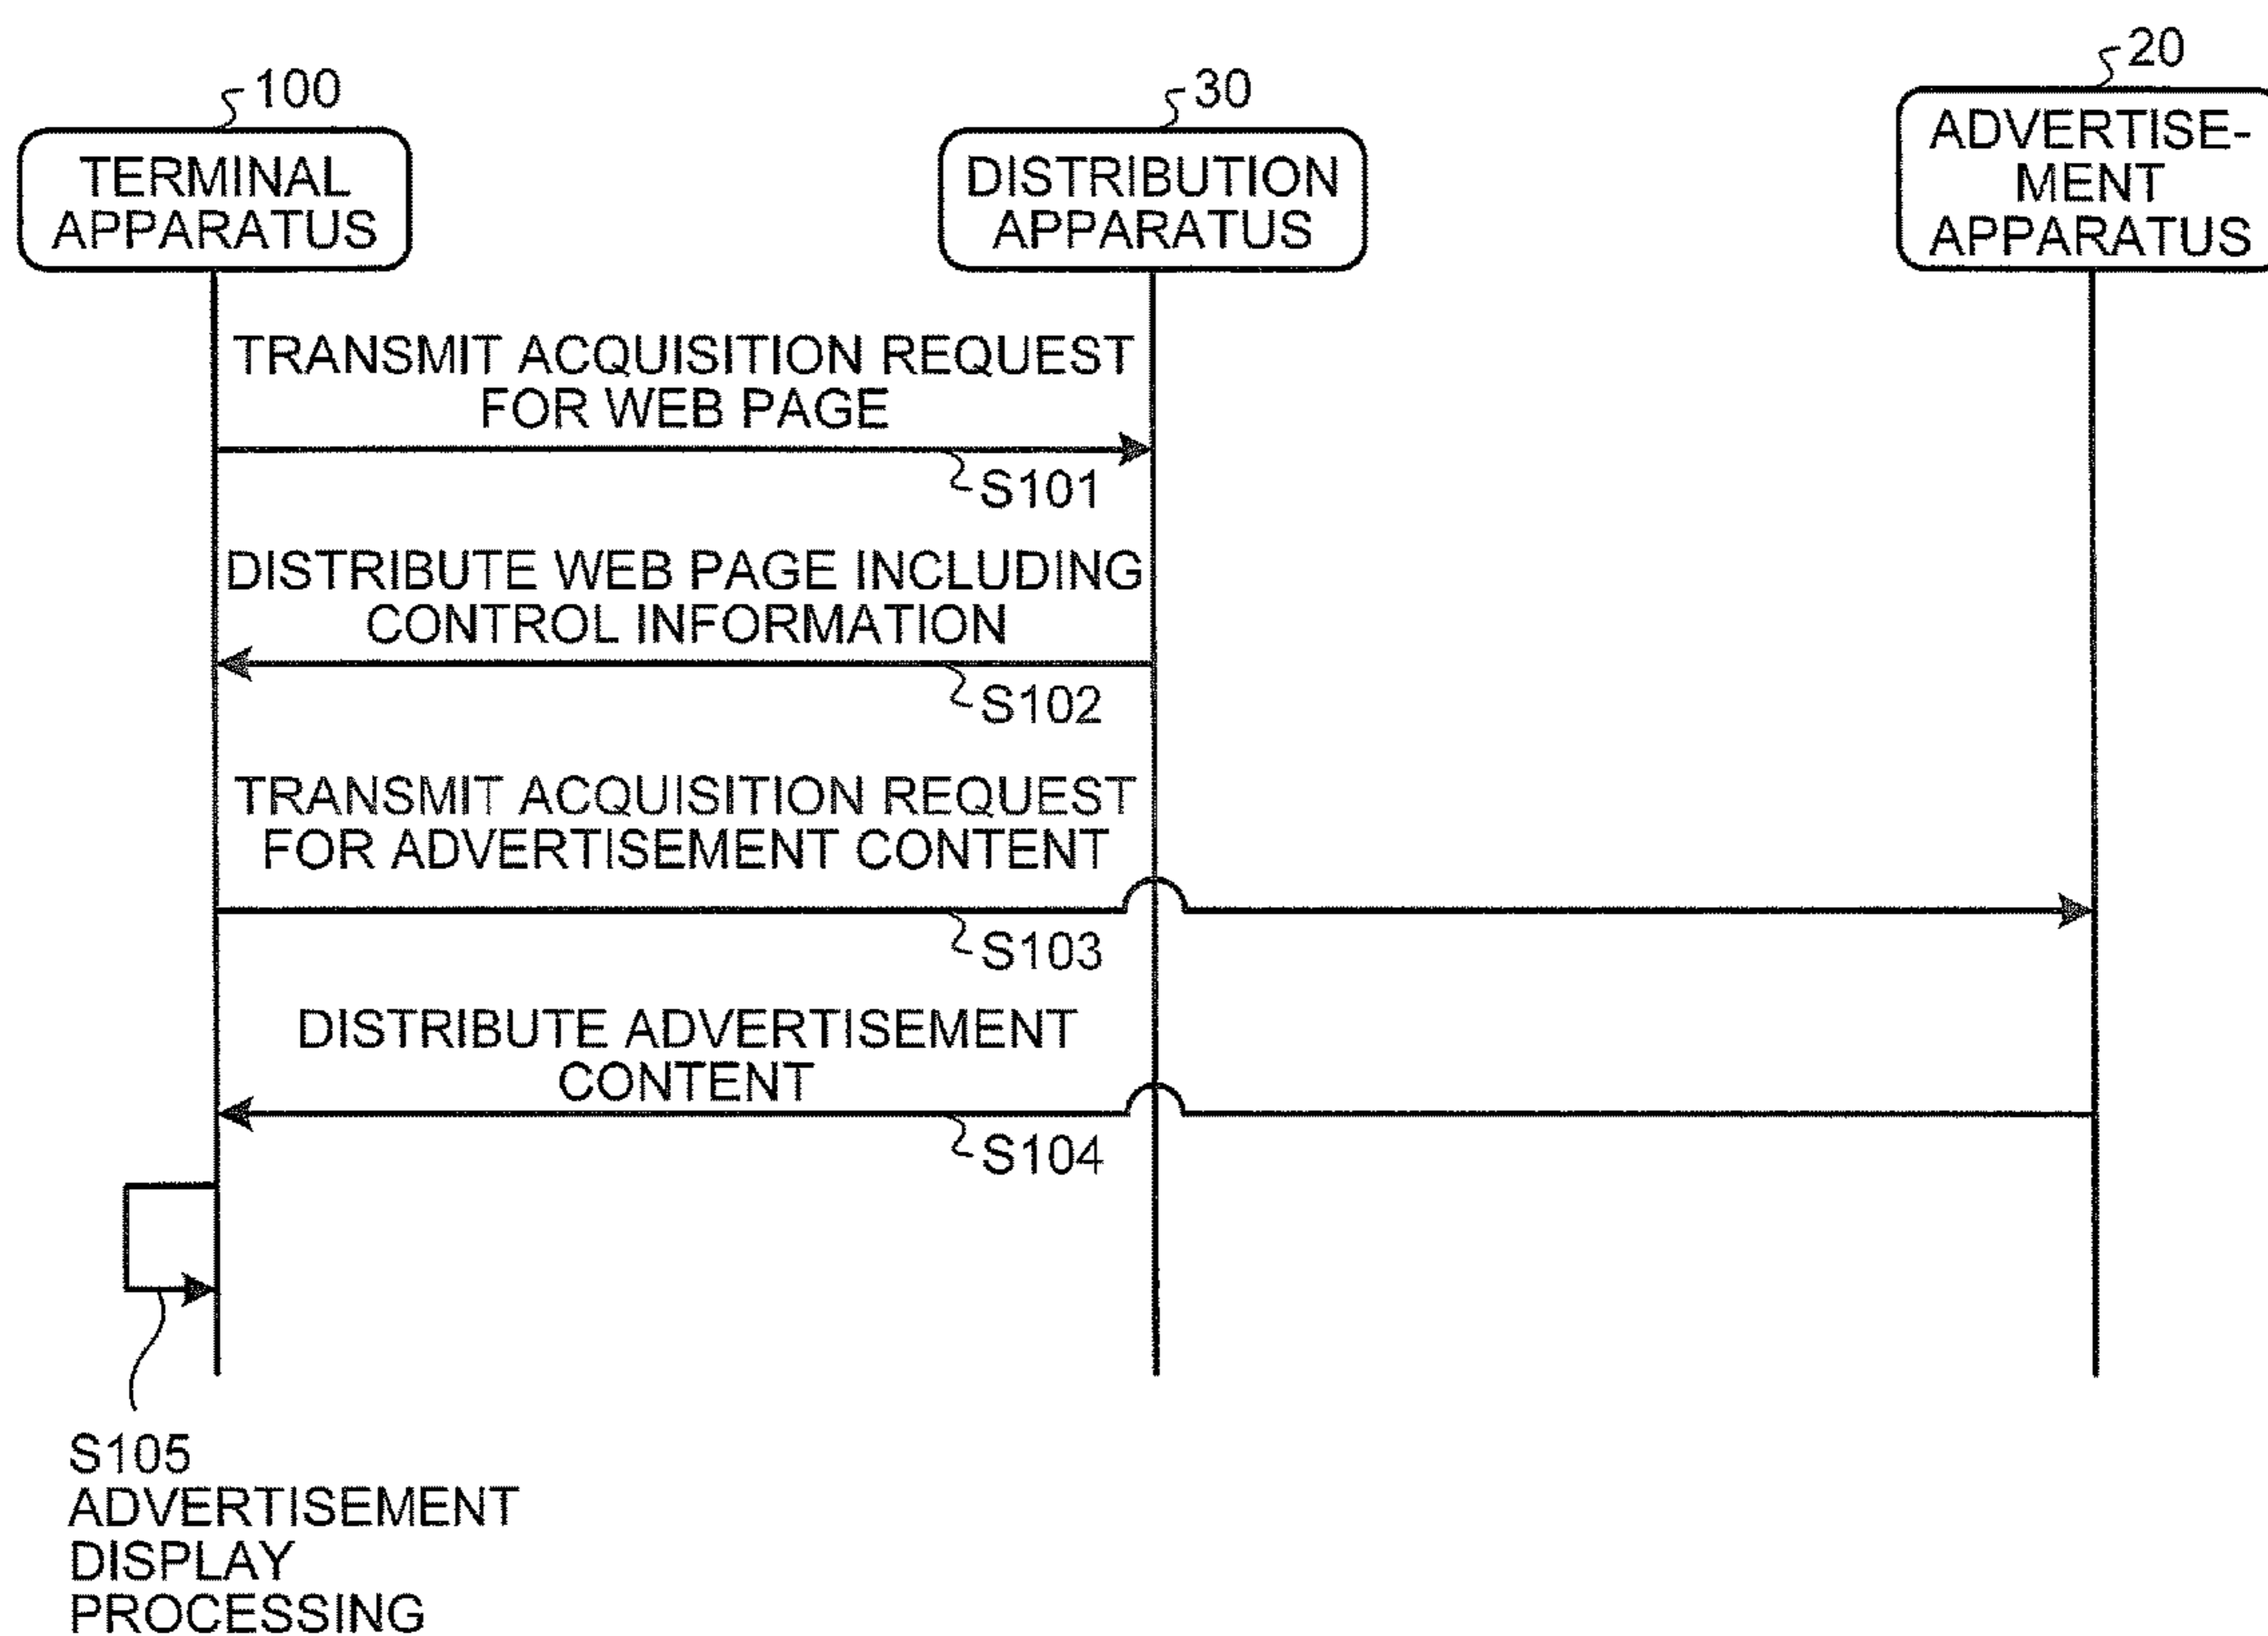 100
TERMINAL
APPARATUS
30
DISTRIBUTION
APPARATUS
20
ADVERTISE-
MENT
APPARATUS
TRANSMIT ACQUISITION REQUEST
FOR WEB PAGE
S101
DISTRIBUTE WEB PAGE INCLUDING
CONTROL INFORMATION
S102
TRANSMIT ACQUISITION REQUEST
FOR ADVERTISEMENT CONTENT
S103
DISTRIBUTE ADVERTISEMENT
CONTENT
S104
S105
ADVERTISEMENT
DISPLAY
PROCESSING